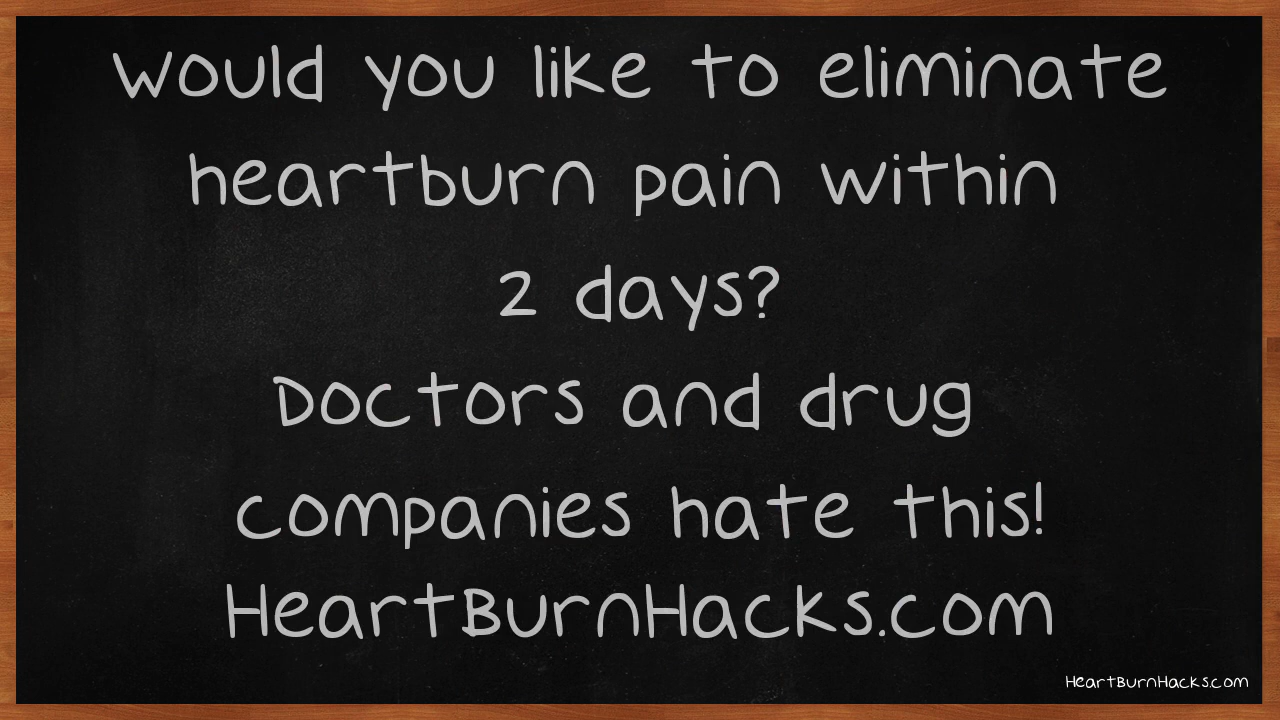 Would you like to eliminate
heartburn pain within
2 days?
Doctors and drug
companies hate this!
HeartBurnHacks.com
HeartBurnHacks.com